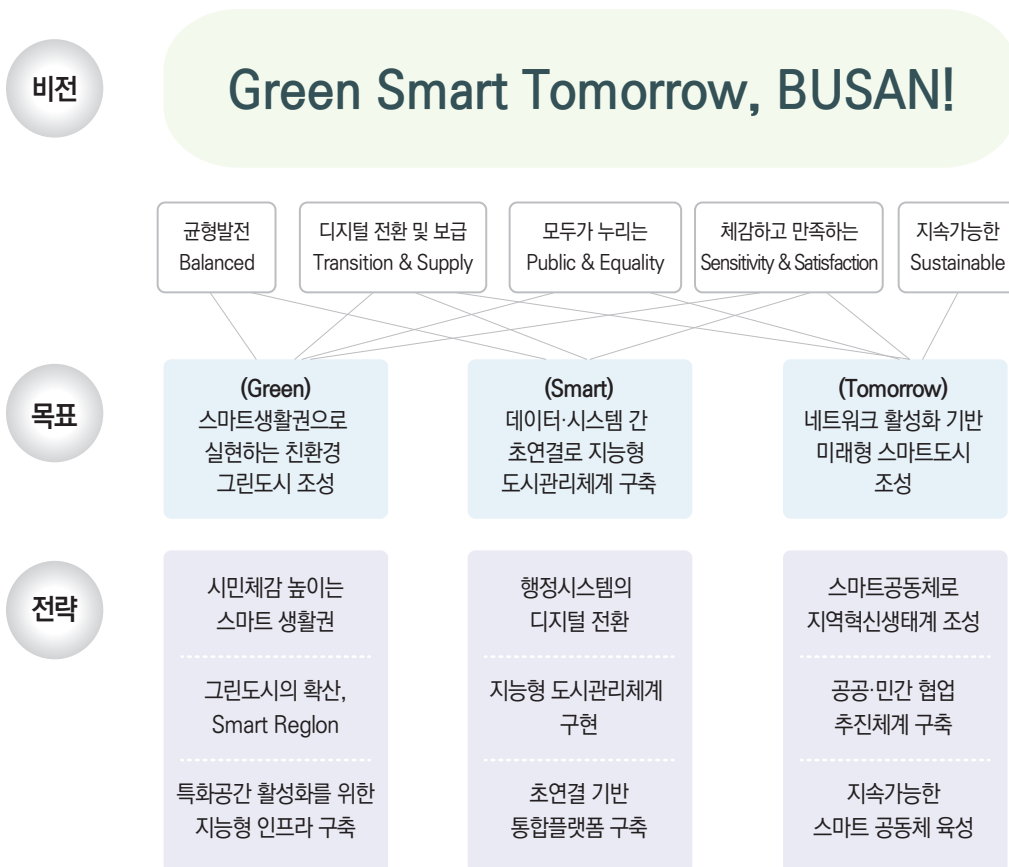 비전
Green Smart Tomorrow, BUSAN!
균형발전
Balanced
디지털 전환 및 보급
Transition & Supply
모두가 누리는
Public & Equality
체감하고 만족하는
Sensitivity & Satisfaction
지속가능한
Sustainable
목표
(Green)
스마트생활권으로
실현하는 친환경
그린도시 조성
(Smart)
데이터·시스템 간
초연결로 지능형
도시관리체계 구축
(Tomorrow)
네트워크 활성화 기반
미래형 스마트도시
조성
전략
시민체감 높이는
스마트 생활권
그린도시의 확산,
Smart Reglon
특화공간 활성화를 위한
지능형 인프라 구축
행정시스템의
디지털 전환
지능형 도시관리체계
구현
초연결 기반
통합플랫폼 구축
스마트공동체로
지역혁신생태계 조성
공공·민간 협업
추진체계 구축
지속가능한
스마트 공동체 육성